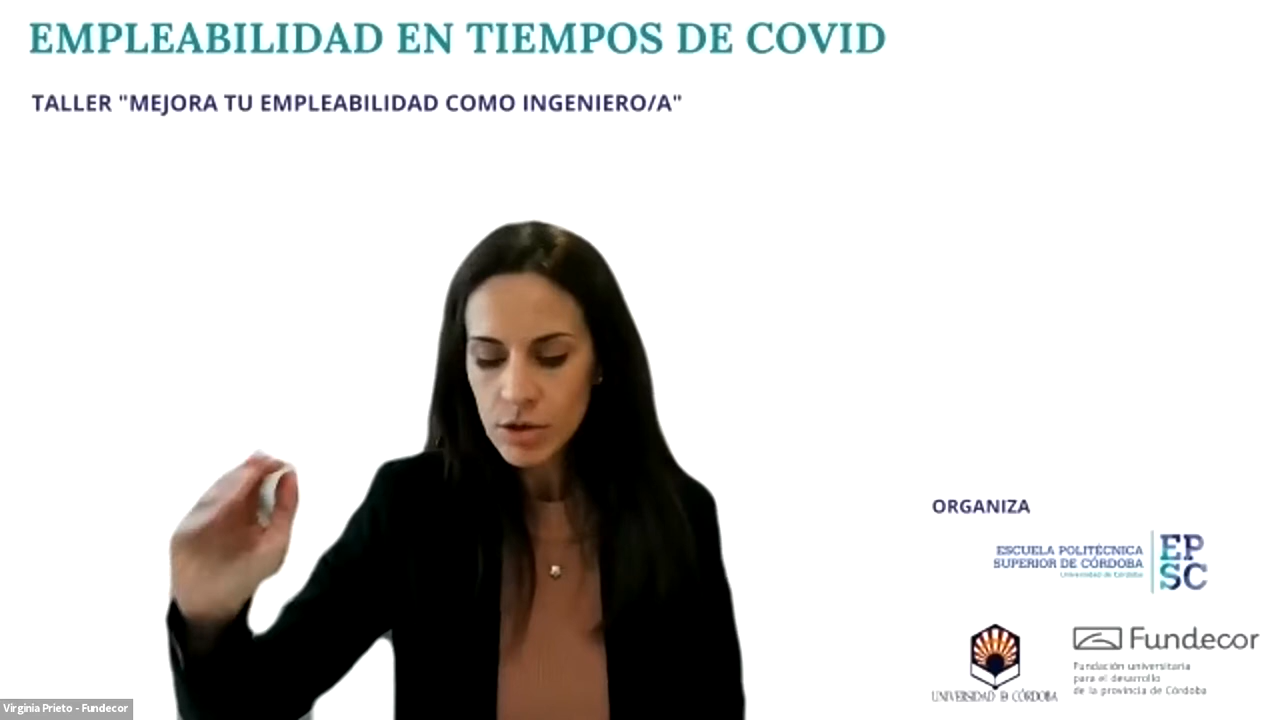 EMPLEABILIDAD EN TIEMPOS DE COVID
TALLER "MEJORA TU EMPLEABILIDAD COMO INGENIERO/A"
ORGANIZA
ESCUELA POLITÉCNICA
SUPERIOR DE CÓRDOBA
Universidad de Córdoba
EP
SC
UNIVERSIDAD D CÓRDOBA
Fundecor
Fundación universitaria
para el desarrollo
de la provincia de Córdoba
Virginia Prieto - Fundecor